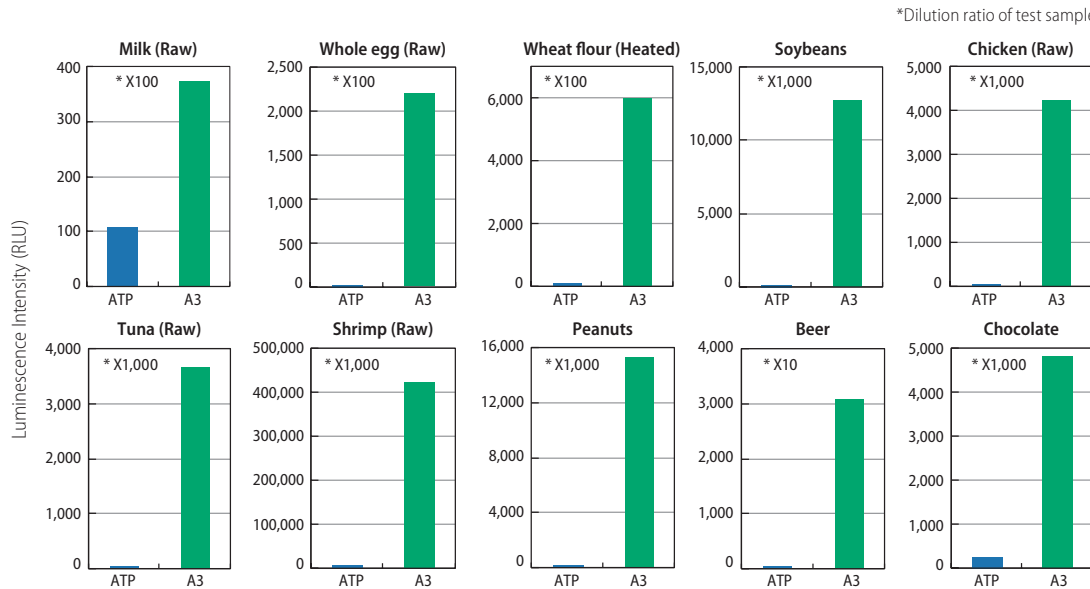 *Dilution ratio of test sample
Luminescence Intensity (RLU)
Milk (Raw)
* X100
400
300
200
100
0
ATP A3
Whole egg (Raw)
* X100
2,500
2,000
1,500
1,000
500
0
ATP A3
Wheat flour (Heated)
* X100
6,000
4,000
2,000
0
ATP A3
Soybeans
* X1,000
15,000
10,000
5,000
0
ATP A3
Chicken (Raw)
* X1,000
5,000
4,000
3,000
2,000
1,000
0
ATP A3
Tuna (Raw)
* X1,000
4,000
3,000
2,000
1,000
0
ATP A3
Shrimp (Raw)
* X1,000
500,000
400,000
300,000
200,000
100,000
0
ATP A3
Peanuts
* X1,000
16,000
12,000
8,000
4,000
0
ATP A3
Beer
* X10
4,000
3,000
2,000
1,000
0
ATP A3
Chocolate
* X1,000
5,000
4,000
3,000
2,000
1,000
0
ATP A3